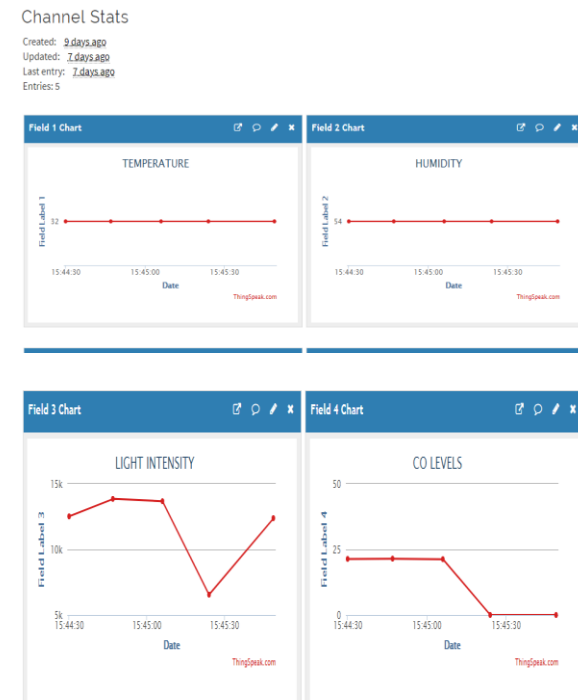 Channel Stats
Created: 9 days ago
Updated: 7 days ago
Last entry: 7 days ago
Entries: 5
Field 1 Chart
TEMPERATURE
Field Label 1
32
15:44:30 15:45:00 15:45:30
Date
ThingSpeak.com
Field 2 Chart
HUMIDITY
Field Label 2
54
15:44:30 15:45:00 15:45:30
Date
ThingSpeak.com
Field 3 Chart
LIGHT INTENSITY
Field Label 3
15k
10k
5k
15:44:30 15:45:00 15:45:30
Date
ThingSpeak.com
Field 4 Chart
CO LEVELS
Field Label 4
50
25
0
15:44:30 15:45:00 15:45:30
Date
ThingSpeak.com